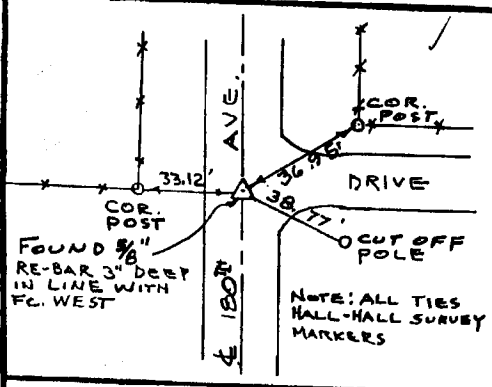 AVE.
COR.
POST
36.95'
33.12'
DRIVE
38.77'
COR.
POST
CUT OFF
POLE
FOUND 5/8"
RE-BAR 3" DEEP
IN LINE WITH
FC. WEST
NOTE: ALL TIES
HALL-HALL SURVEY
MARKERS
℄ 180TH